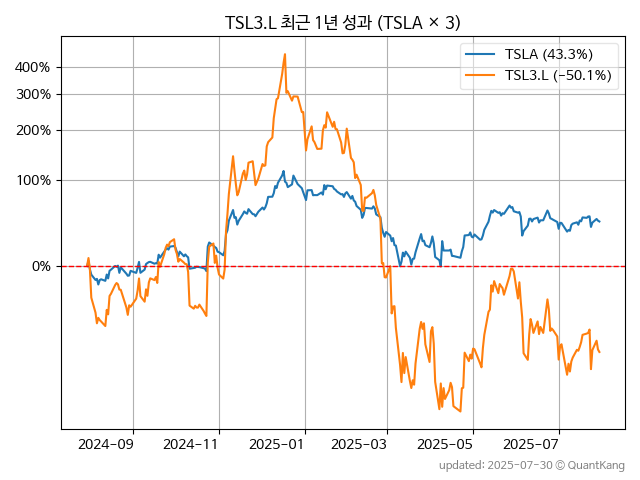 TSL3.L 최근 1년 성과 (TSLA × 3)
TSLA (43.3%)
TSL3.L (−50.1%)
400%
300%
200%
100%
0%
2024-09 2024-11 2025-01 2025-03 2025-05 2025-07
updated: 2025-07-30 © QuantKang